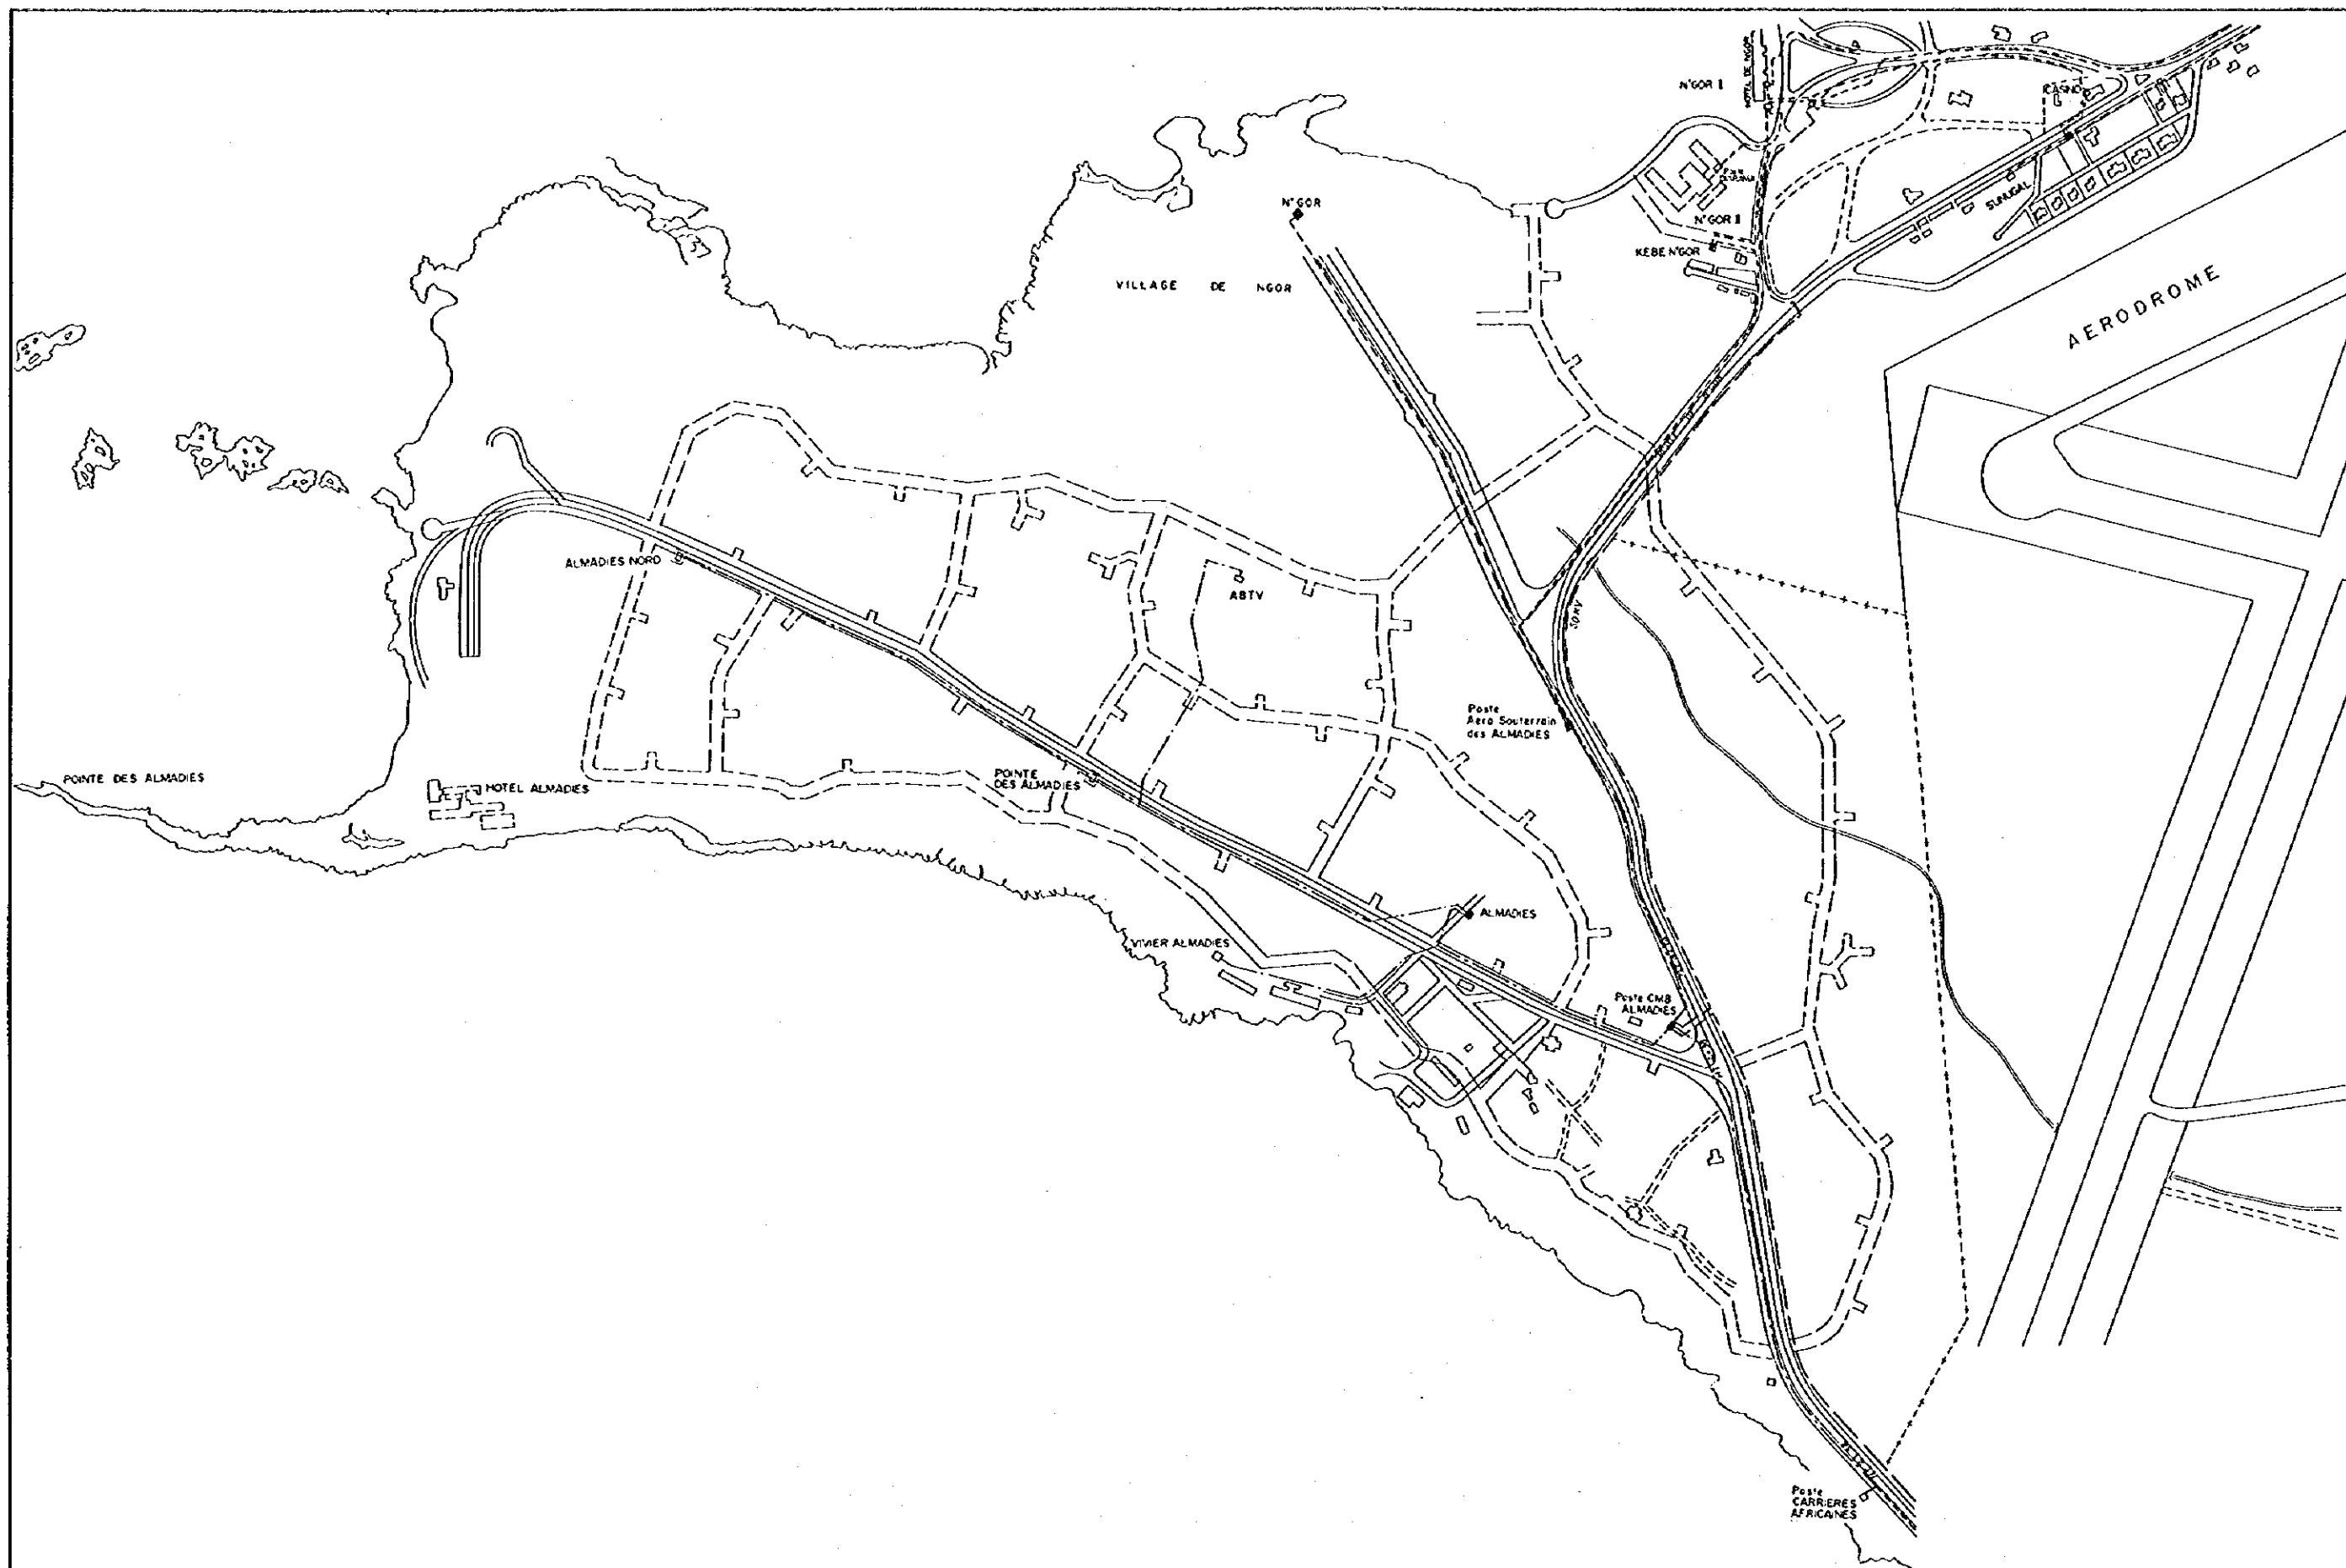 HOTEL DE NGOR
N'GOR I
CASINO
N'GOR
SUNUGAL
N'GOR II
KEBE N'GOR
VILLAGE DE NGOR
AERODROME
ALMADIES NORD
ABTV
Poste
Aero Souterrain
des ALMADIES
POINTE DES ALMADIES
HOTEL ALMADIES
POINTE
DES ALMADIES
ALMADIES
VIVIER ALMADIES
Poste CMB
ALMADIES
Poste
CARRIERES
AFRICAINES